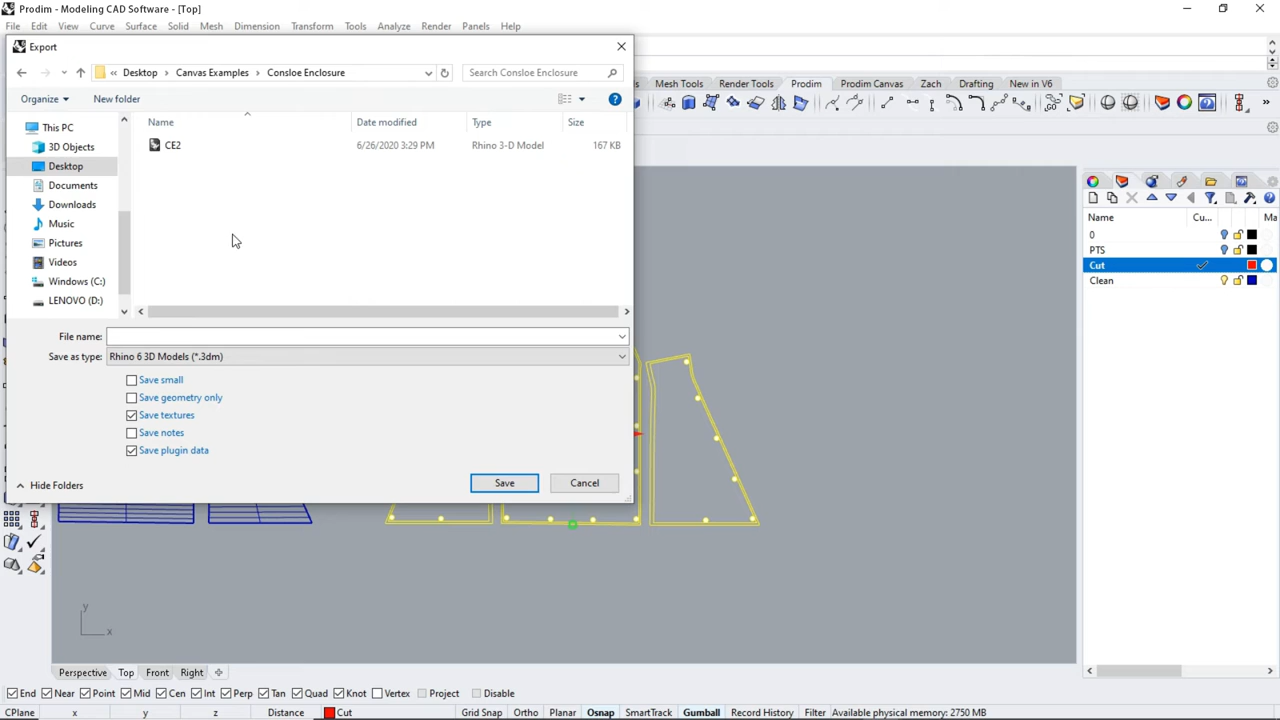 Prodim - Modeling CAD Software - [Top]
File Edit View Curve Surface Solid Mesh Dimension Transform Tools Analyze Render Panels Help
Export
« Desktop > Canvas Examples > Consloe Enclosure
Search Consloe Enclosure
Mesh Tools Render Tools Prodim Prodim Canvas Zach Drafting New in V6
Organize New folder
This PC
3D Objects
Desktop
Documents
Downloads
Music
Pictures
Videos
Windows (C:)
LENOVO (D:)
Name Date modified Type Size
CE2 6/26/2020 3:29 PM Rhino 3-D Model 167 KB
Name Cu... Ma
0
PTS
Cut
Clean
File name:
Save as type: Rhino 6 3D Models (*.3dm)
Save small
Save geometry only
Save textures
Save notes
Save plugin data
Hide Folders Save Cancel
y
x
Perspective Top Front Right
End Near Point Mid Cen Int Perp Tan Quad Knot Vertex Project Disable
CPlane x y z Distance Cut Grid Snap Ortho Planar Osnap SmartTrack Gumball Record History Filter Available physical memory: 2750 MB